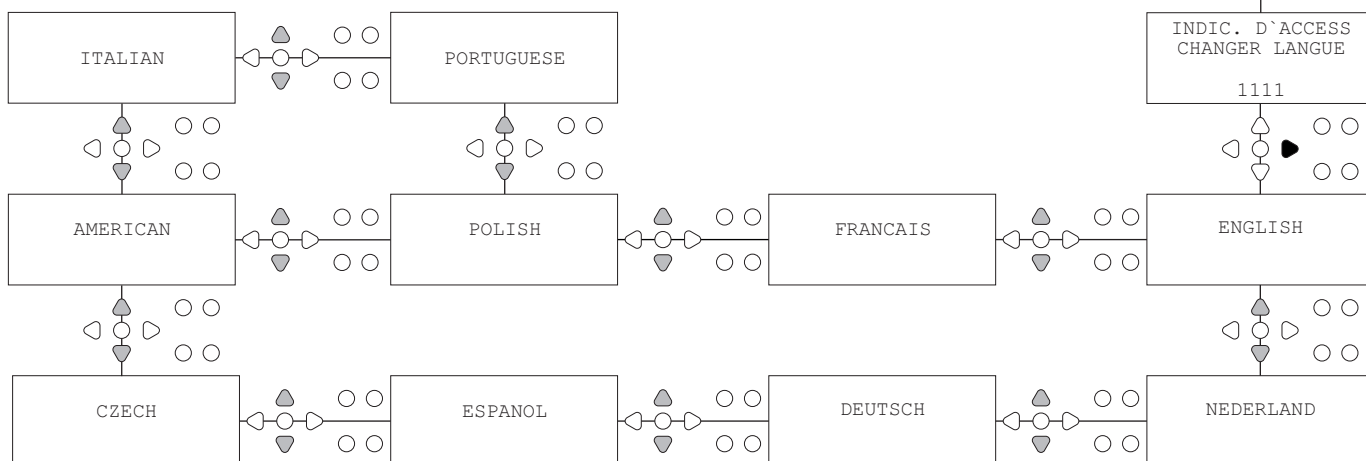 ITALIAN
PORTUGUESE
INDIC. D`ACCESS
CHANGER LANGUE
1111
AMERICAN
POLISH
FRANCAIS
ENGLISH
CZECH
ESPANOL
DEUTSCH
NEDERLAND